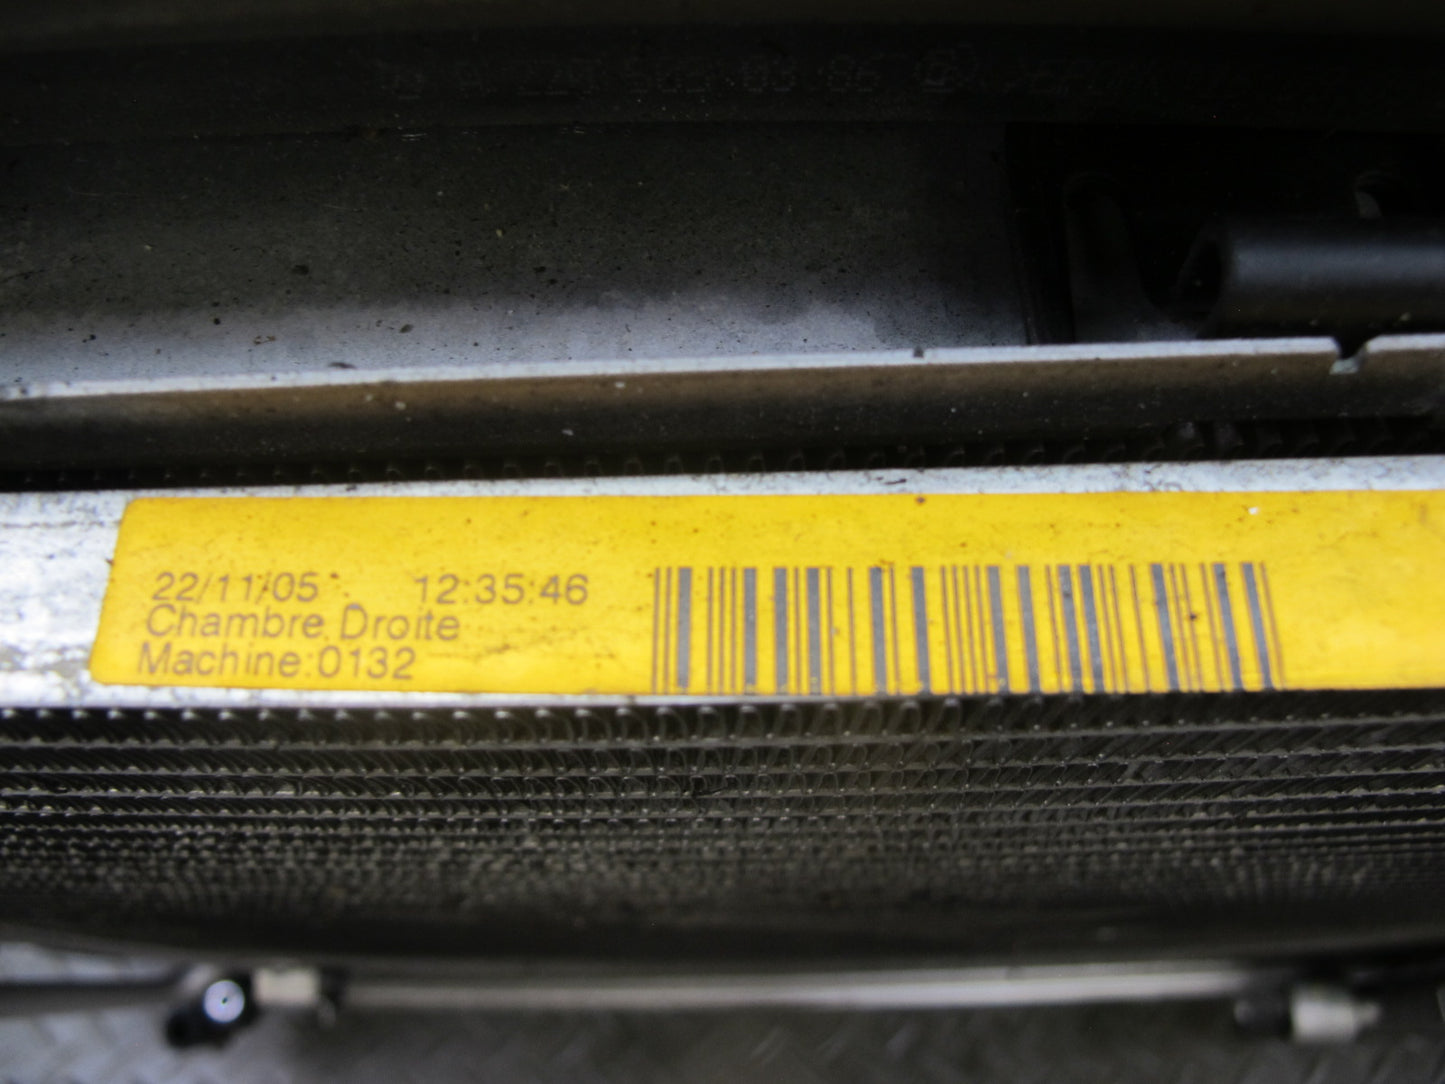 22/11/05 12:35:46
Chambre Droite
Machine:0132